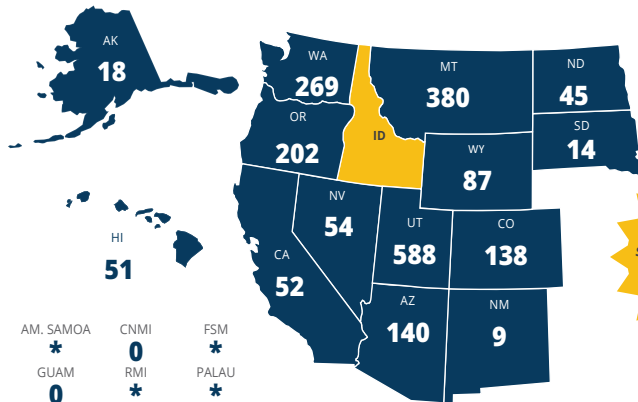 AK
18
WA
269
MT
380
ND
45
OR
202
ID
SD
14
WY
87
NV
54
UT
588
CO
138
HI
51
CA
52
AZ
140
NM
9
AM. SAMOA
*
CNMI
0
FSM
*
GUAM
0
RMI
*
PALAU
*